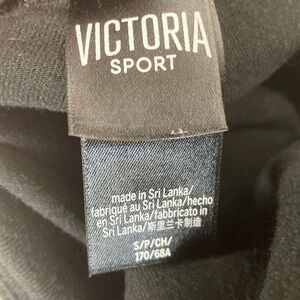 VICTORIA
SPORT
made in Sri Lanka/
fabriqué au Sri Lanka/hecho
en Sri Lanka/fabbricato in
Sri Lanka/斯里兰卡制造
S/P/CH/
170/68A